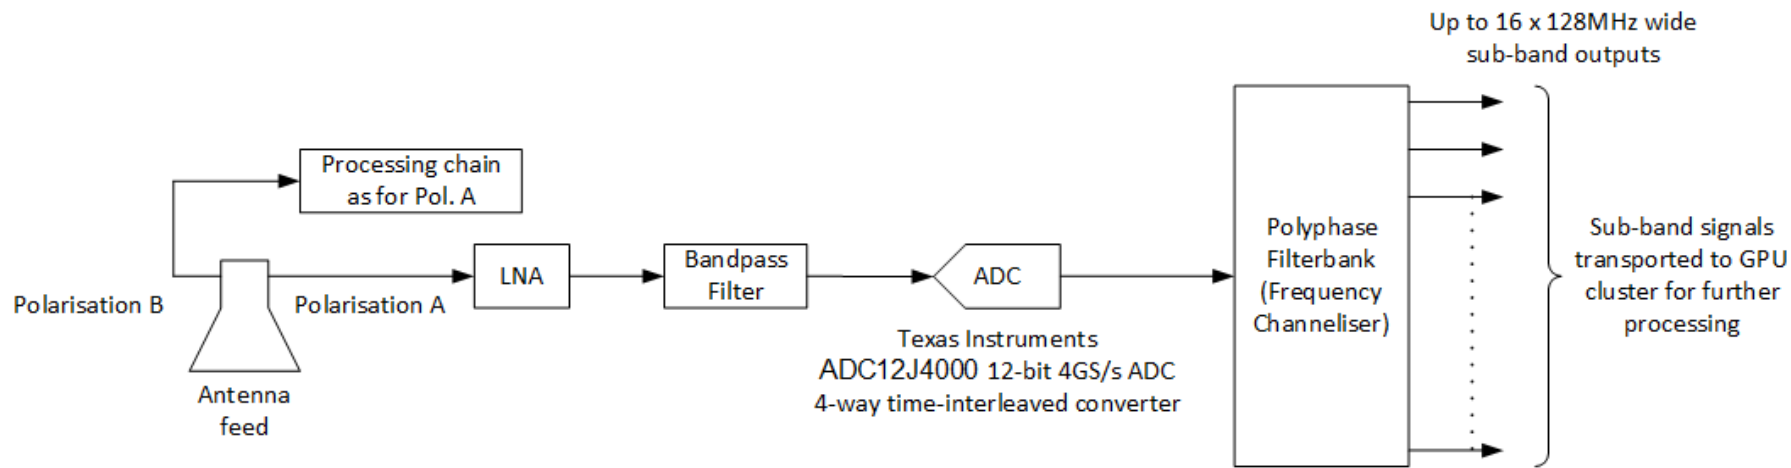 Up to 16 x 128MHz wide
sub-band outputs
Processing chain
as for Pol. A
Polarisation B
Polarisation A
Antenna
feed
LNA
Bandpass
Filter
ADC
Texas Instruments
ADC12J4000 12-bit 4GS/s ADC
4-way time-interleaved converter
Polyphase
Filterbank
(Frequency
Channeliser)
Sub-band signals
transported to GPU
cluster for further
processing